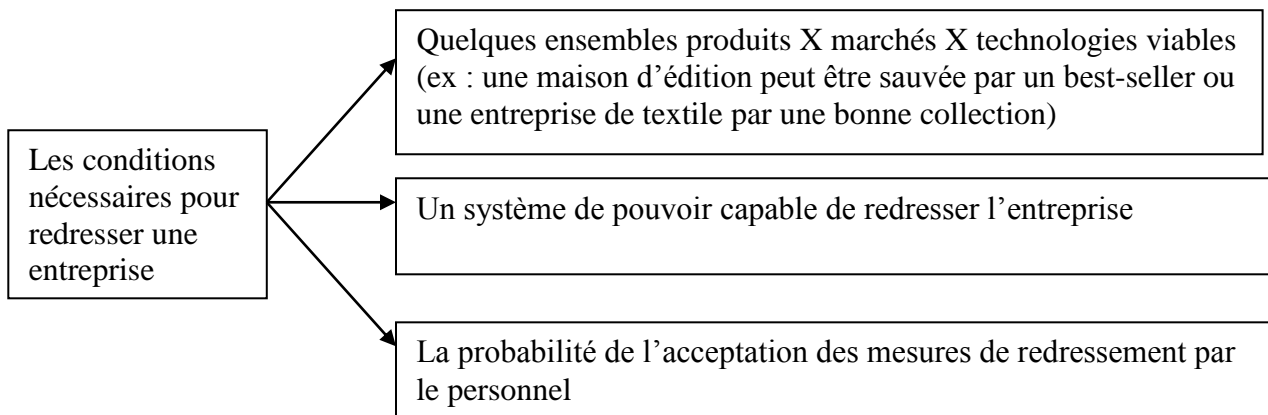 Quelques ensembles produits X marchés X technologies viables
(ex : une maison d’édition peut être sauvée par un best-seller ou
une entreprise de textile par une bonne collection)
Les conditions
nécessaires pour
redresser une
entreprise
Un système de pouvoir capable de redresser l’entreprise
La probabilité de l’acceptation des mesures de redressement par
le personnel